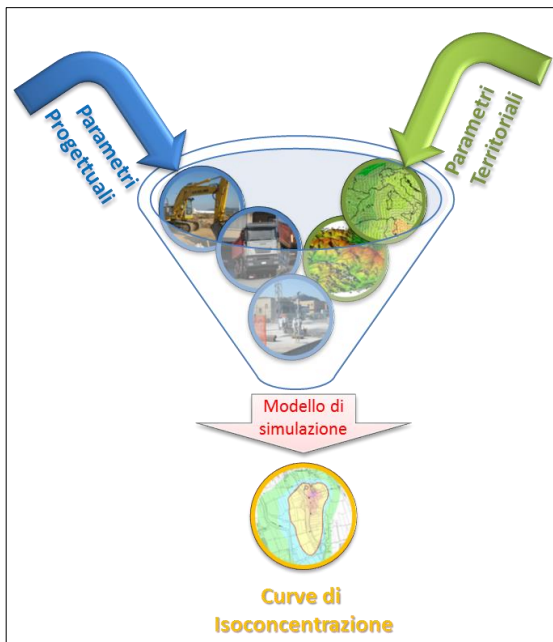 Parametri
Progettuali
Parametri
Territoriali
Modello di
simulazione
Curve di
Isoconcentrazione